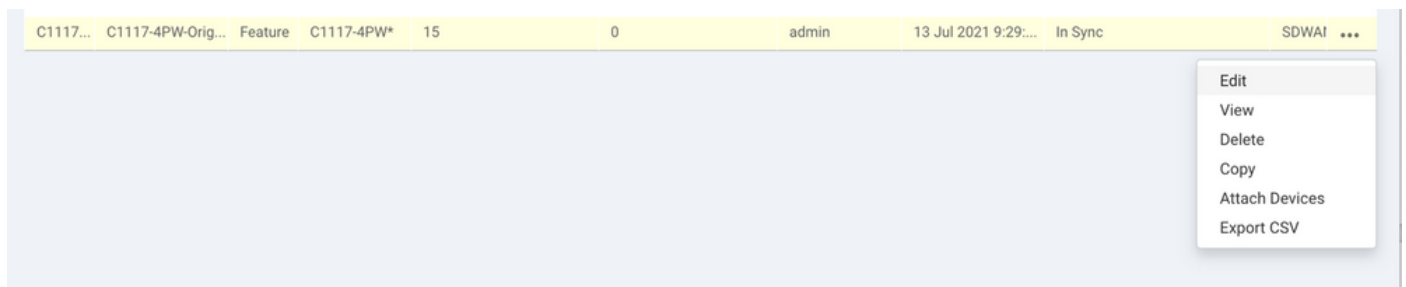 C1117... C1117-4PW-Orig... Feature C1117-4PW* 15 0 admin 13 Jul 2021 9:29:... In Sync SDWAN •••
Edit
View
Delete
Copy
Attach Devices
Export CSV